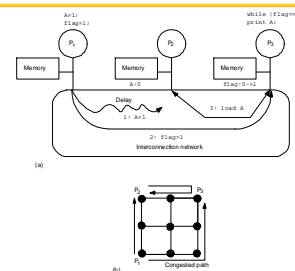 A=1;
flag=1;
while (flag==
print A;
P1
P2
P3
Memory
Memory
Memory
A:0
flag:0->1
Delay
1: A=1
3: load A
2: flag=1
Interconnection network
(a)
P2
P3
P1
Congested path
(b)